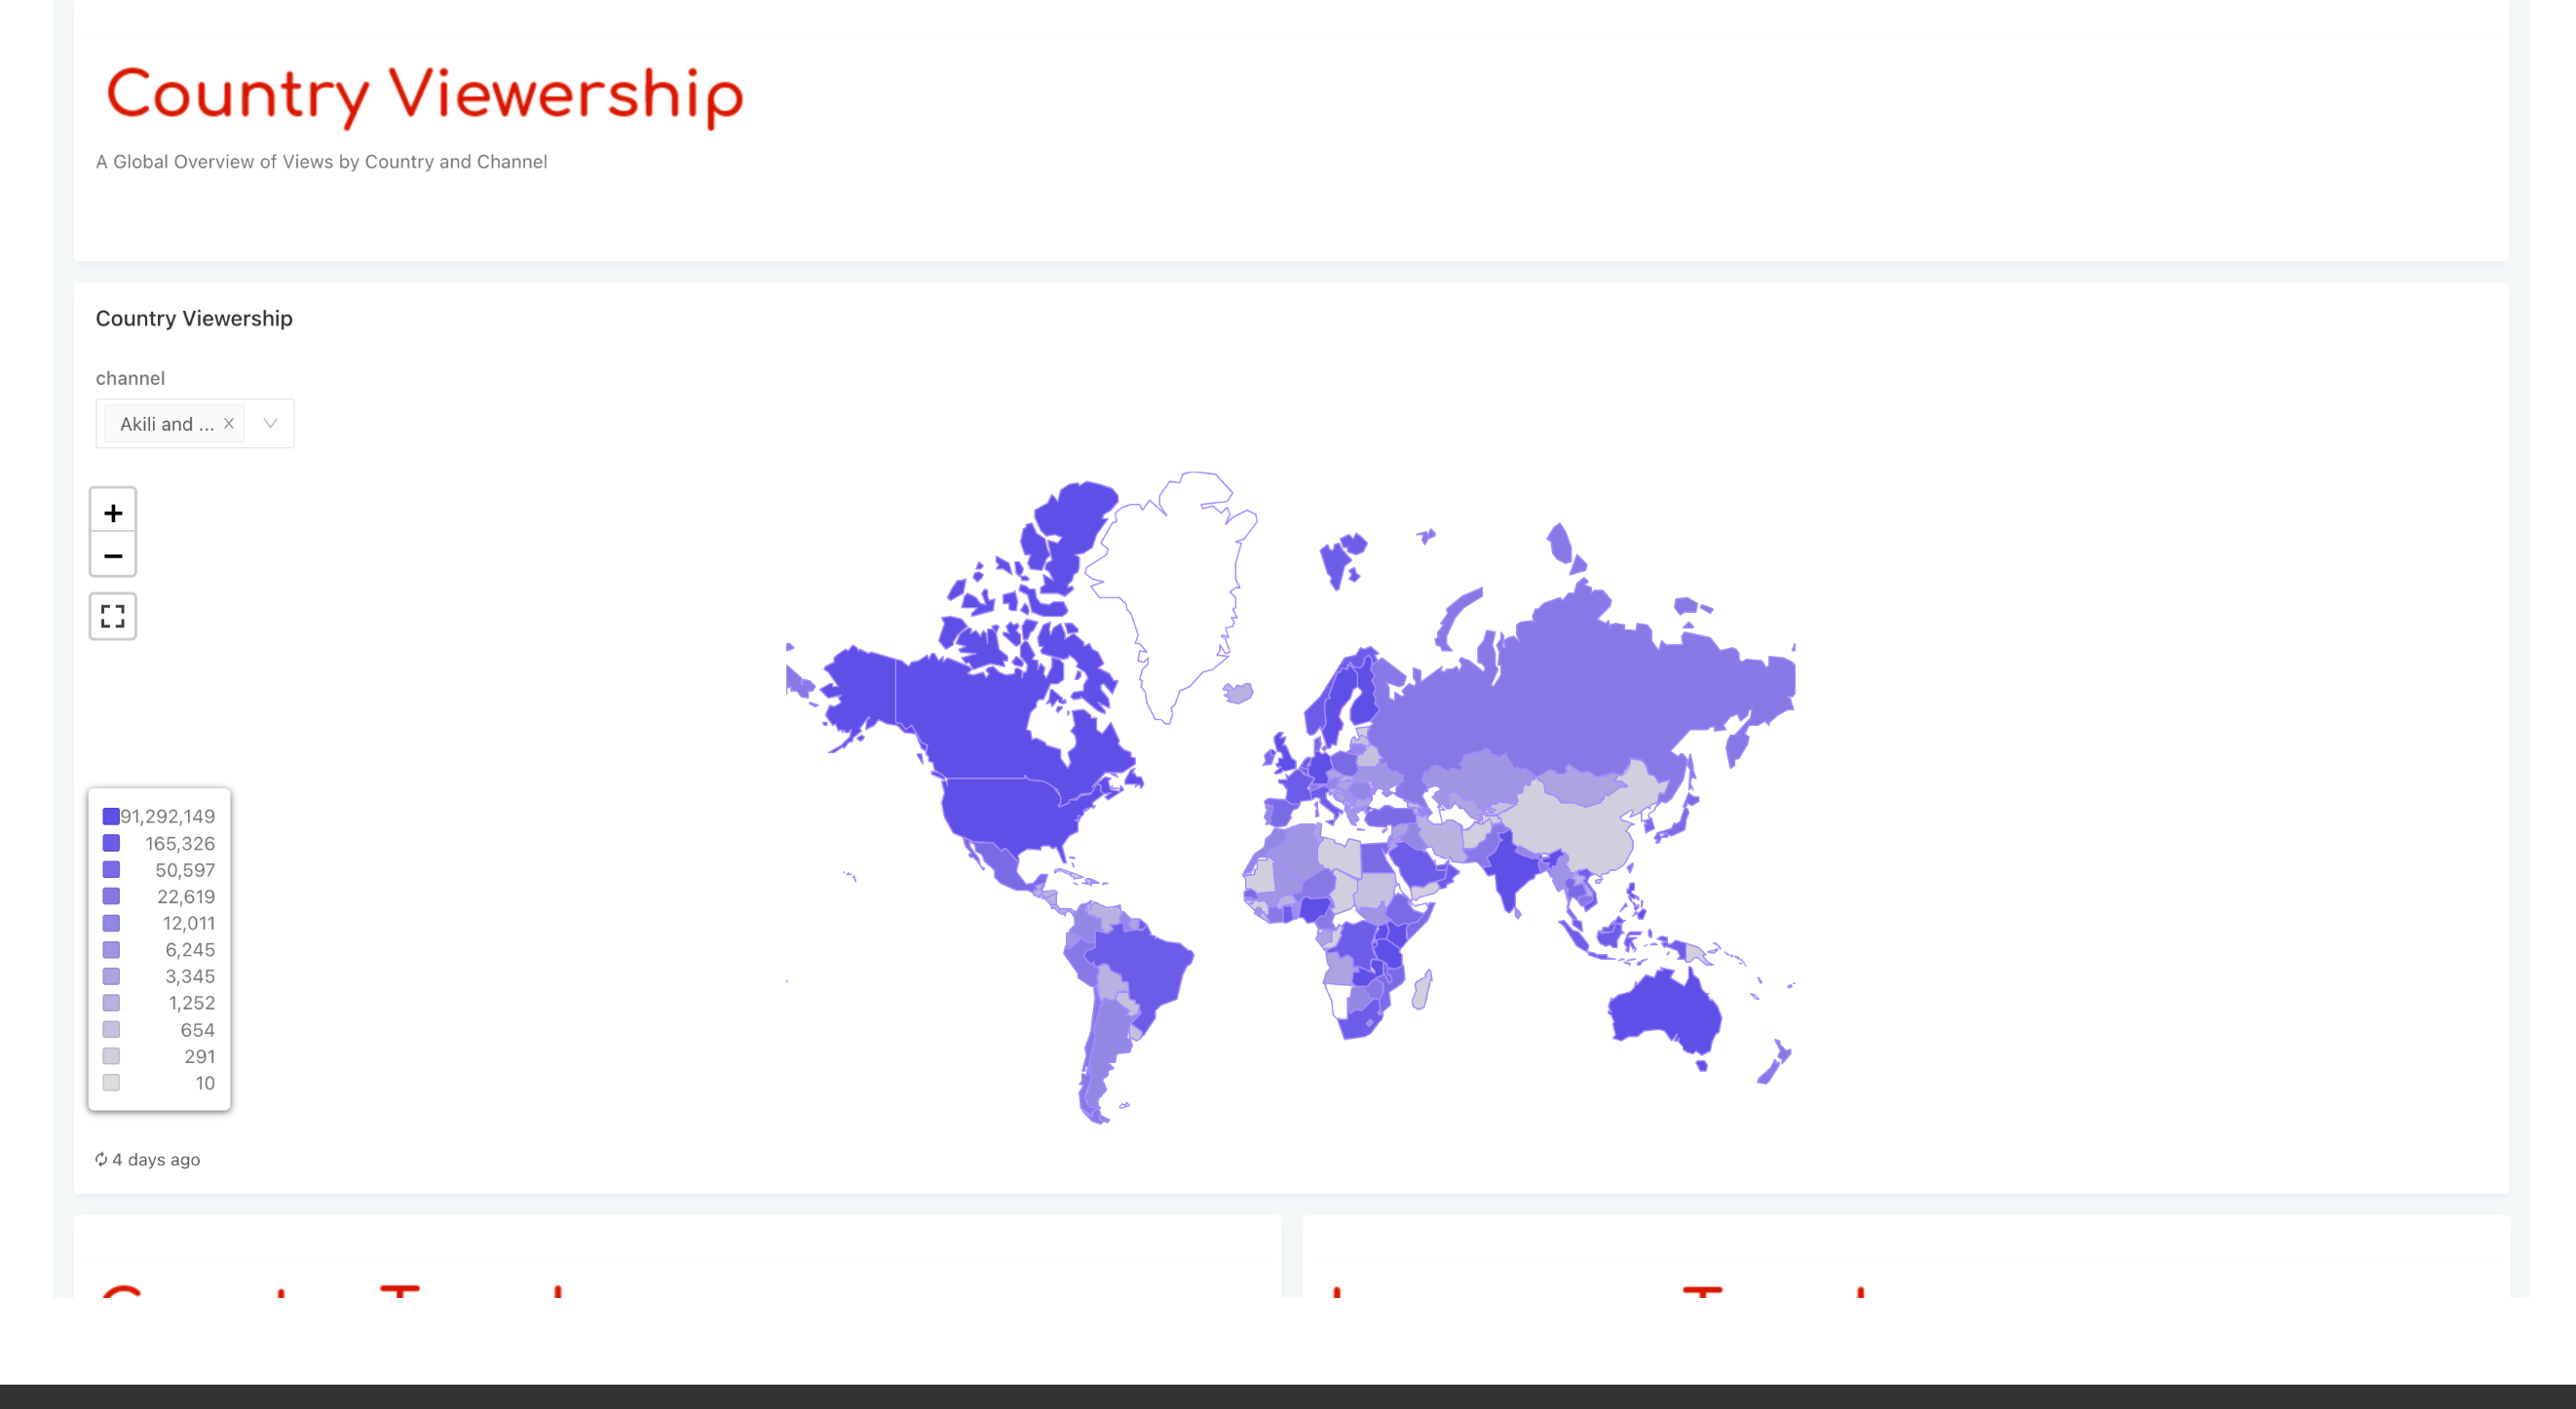 Country Viewership
A Global Overview of Views by Country and Channel
Country Viewership
channel
Akili and ...
+
−
91,292,149
165,326
50,597
22,619
12,011
6,245
3,345
1,252
654
291
10
4 days ago